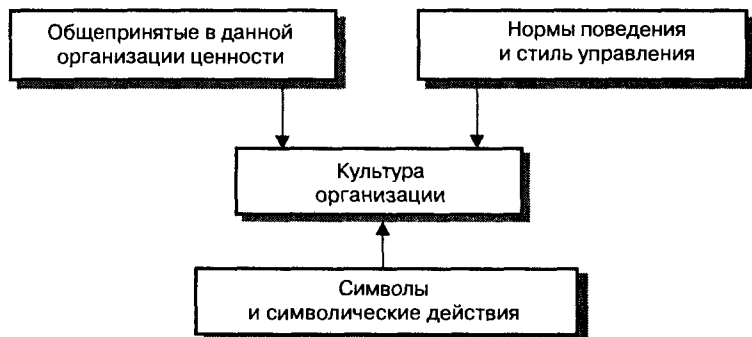 Общепринятые в данной
организации ценности
Нормы поведения
и стиль управления
Культура
организации
Символы
и символические действия